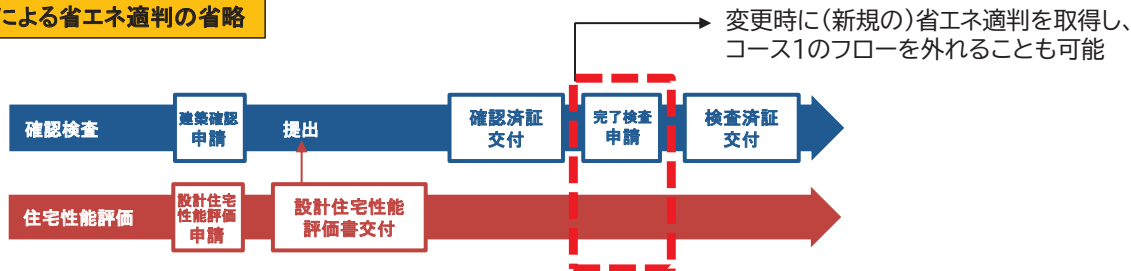 による省エネ適判の省略
変更時に（新規の）省エネ適判を取得し、
コース1のフローを外れることも可能
確認検査
建築確認
申請
提出
確認済証
交付
完了検査
申請
検査済証
交付
住宅性能評価
設計住宅
性能評価
申請
設計住宅性能
評価書交付